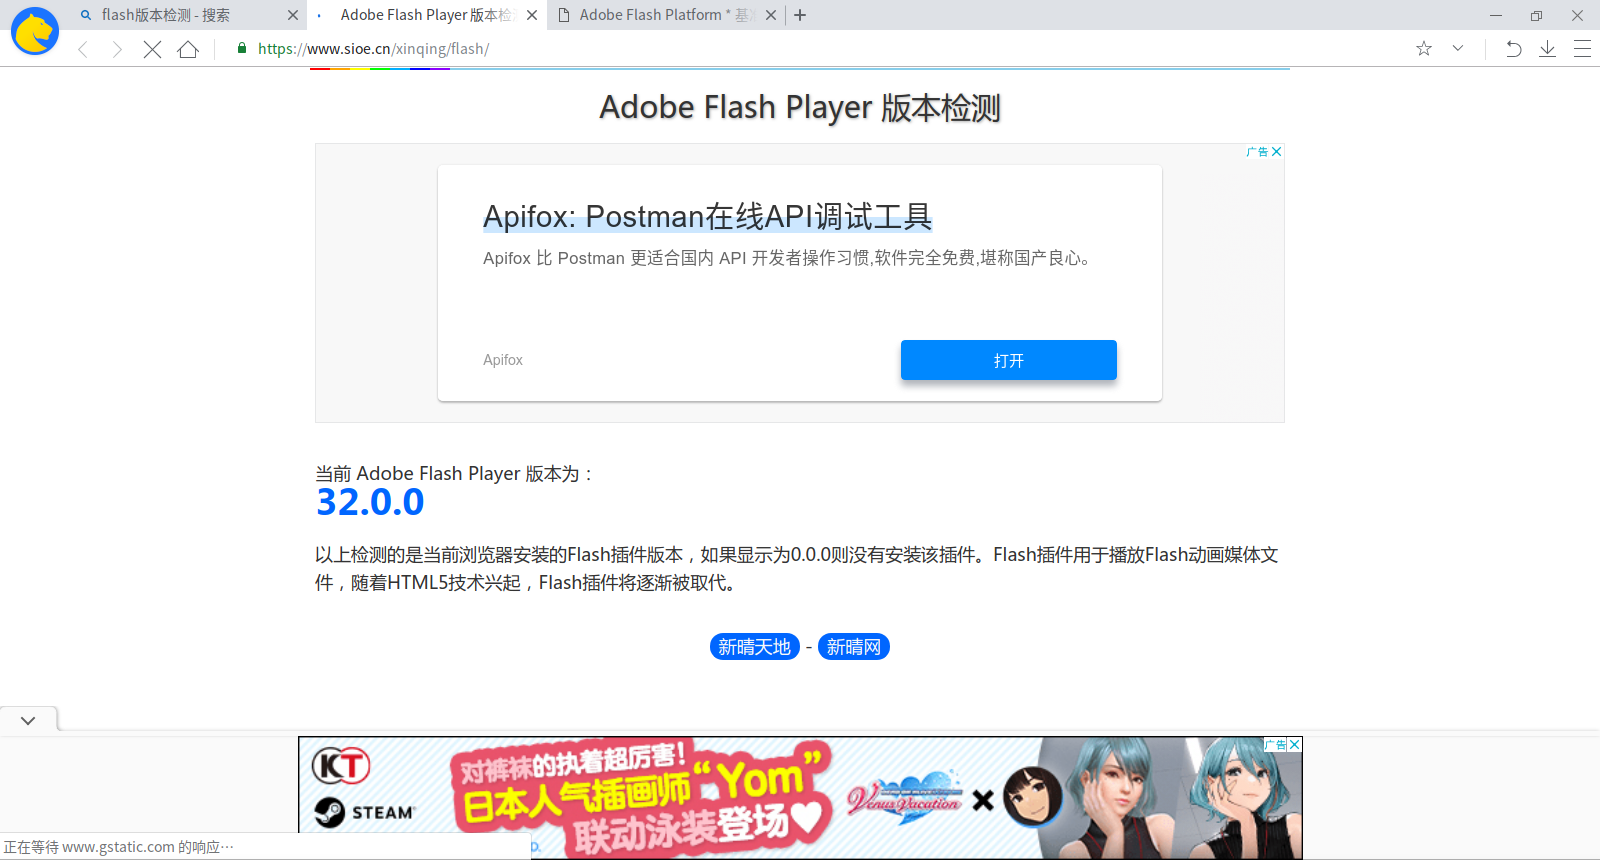 flash版本检测 - 搜索
Adobe Flash Player 版本检
Adobe Flash Platform * 基
https://www.sioe.cn/xinqing/flash/
Adobe Flash Player 版本检测
广告
Apifox: Postman在线API调试工具
Apifox 比 Postman 更适合国内 API 开发者操作习惯,软件完全免费,堪称国产良心。
Apifox
打开
当前 Adobe Flash Player 版本为：
32.0.0
以上检测的是当前浏览器安装的Flash插件版本，如果显示为0.0.0则没有安装该插件。Flash插件用于播放Flash动画媒体文
件，随着HTML5技术兴起，Flash插件将逐渐被取代。
新晴天地 - 新晴网
广告
KT
STEAM
对裤袜的执着超厉害！
日本人气插画师“Yom”
联动泳装登场
Venus Vacation
正在等待 www.gstatic.com 的响应…